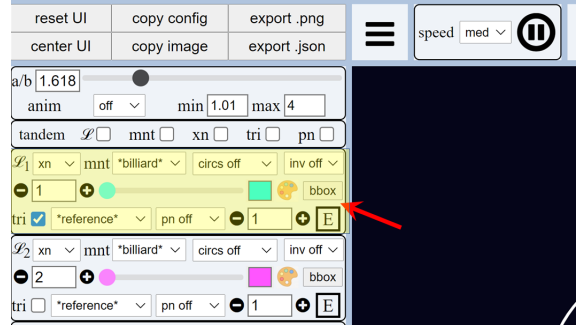 reset UI copy config export .png
center UI copy image export .json
speed med
a/b 1.618
anim off min 1.01 max 4
tandem ℒ mnt xn tri pn
ℒ1 xn mnt *billiard* circs off inv off
1 bbox
tri *reference* pn off 1 E
ℒ2 xn mnt *billiard* circs off inv off
2 bbox
tri *reference* pn off 1 E